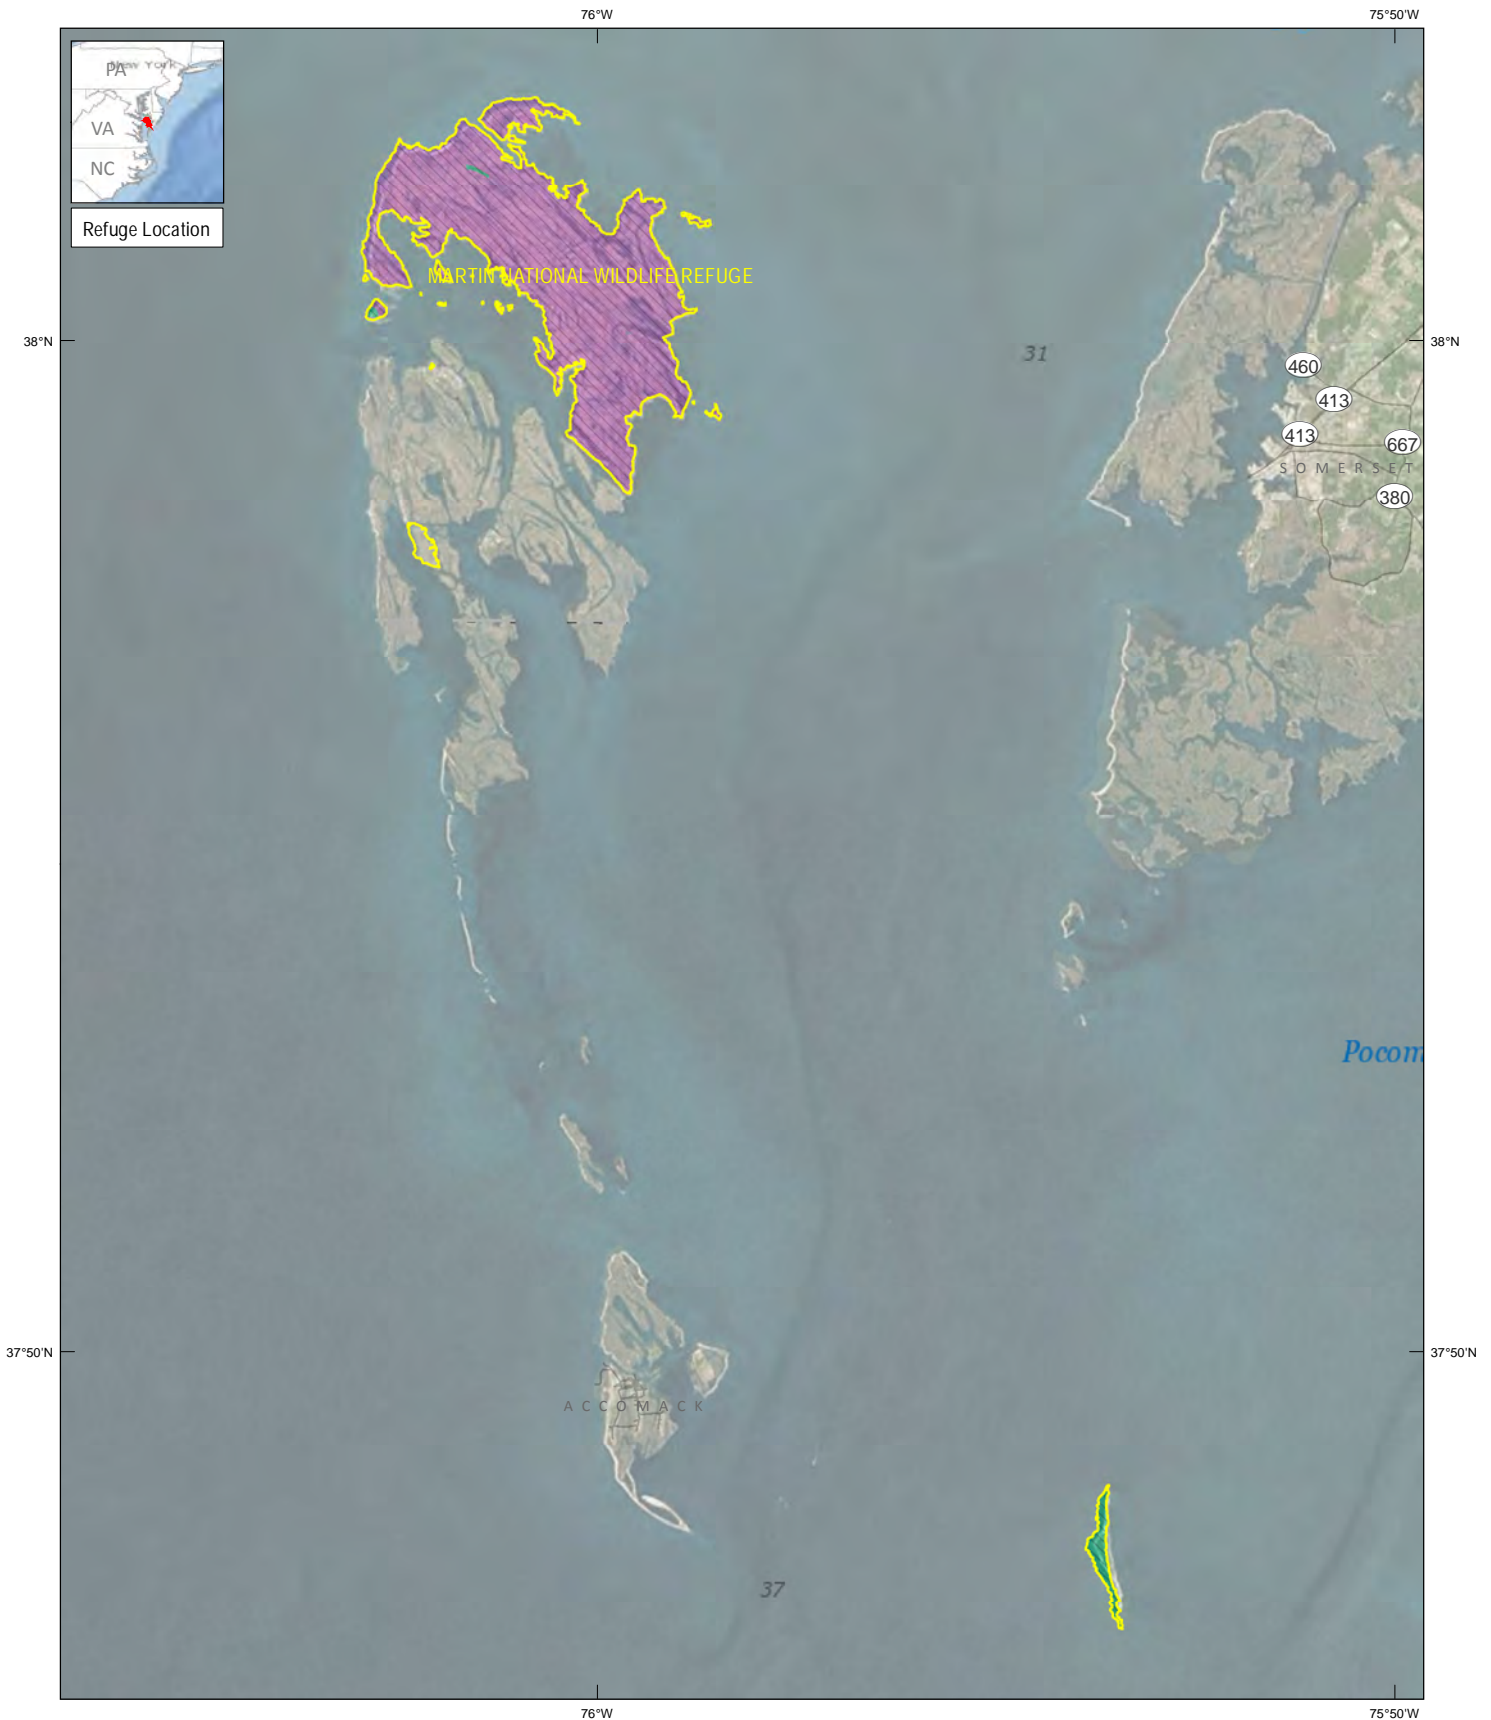 76°W
75°50'W
PA
New York
VA
NC
Refuge Location
MARTIN NATIONAL WILDLIFE REFUGE
38°N
31
38°N
460
413
413
667
SOMERSET
380
Pocom
37°50'N
37°50'N
ACCOMACK
37
76°W
75°50'W